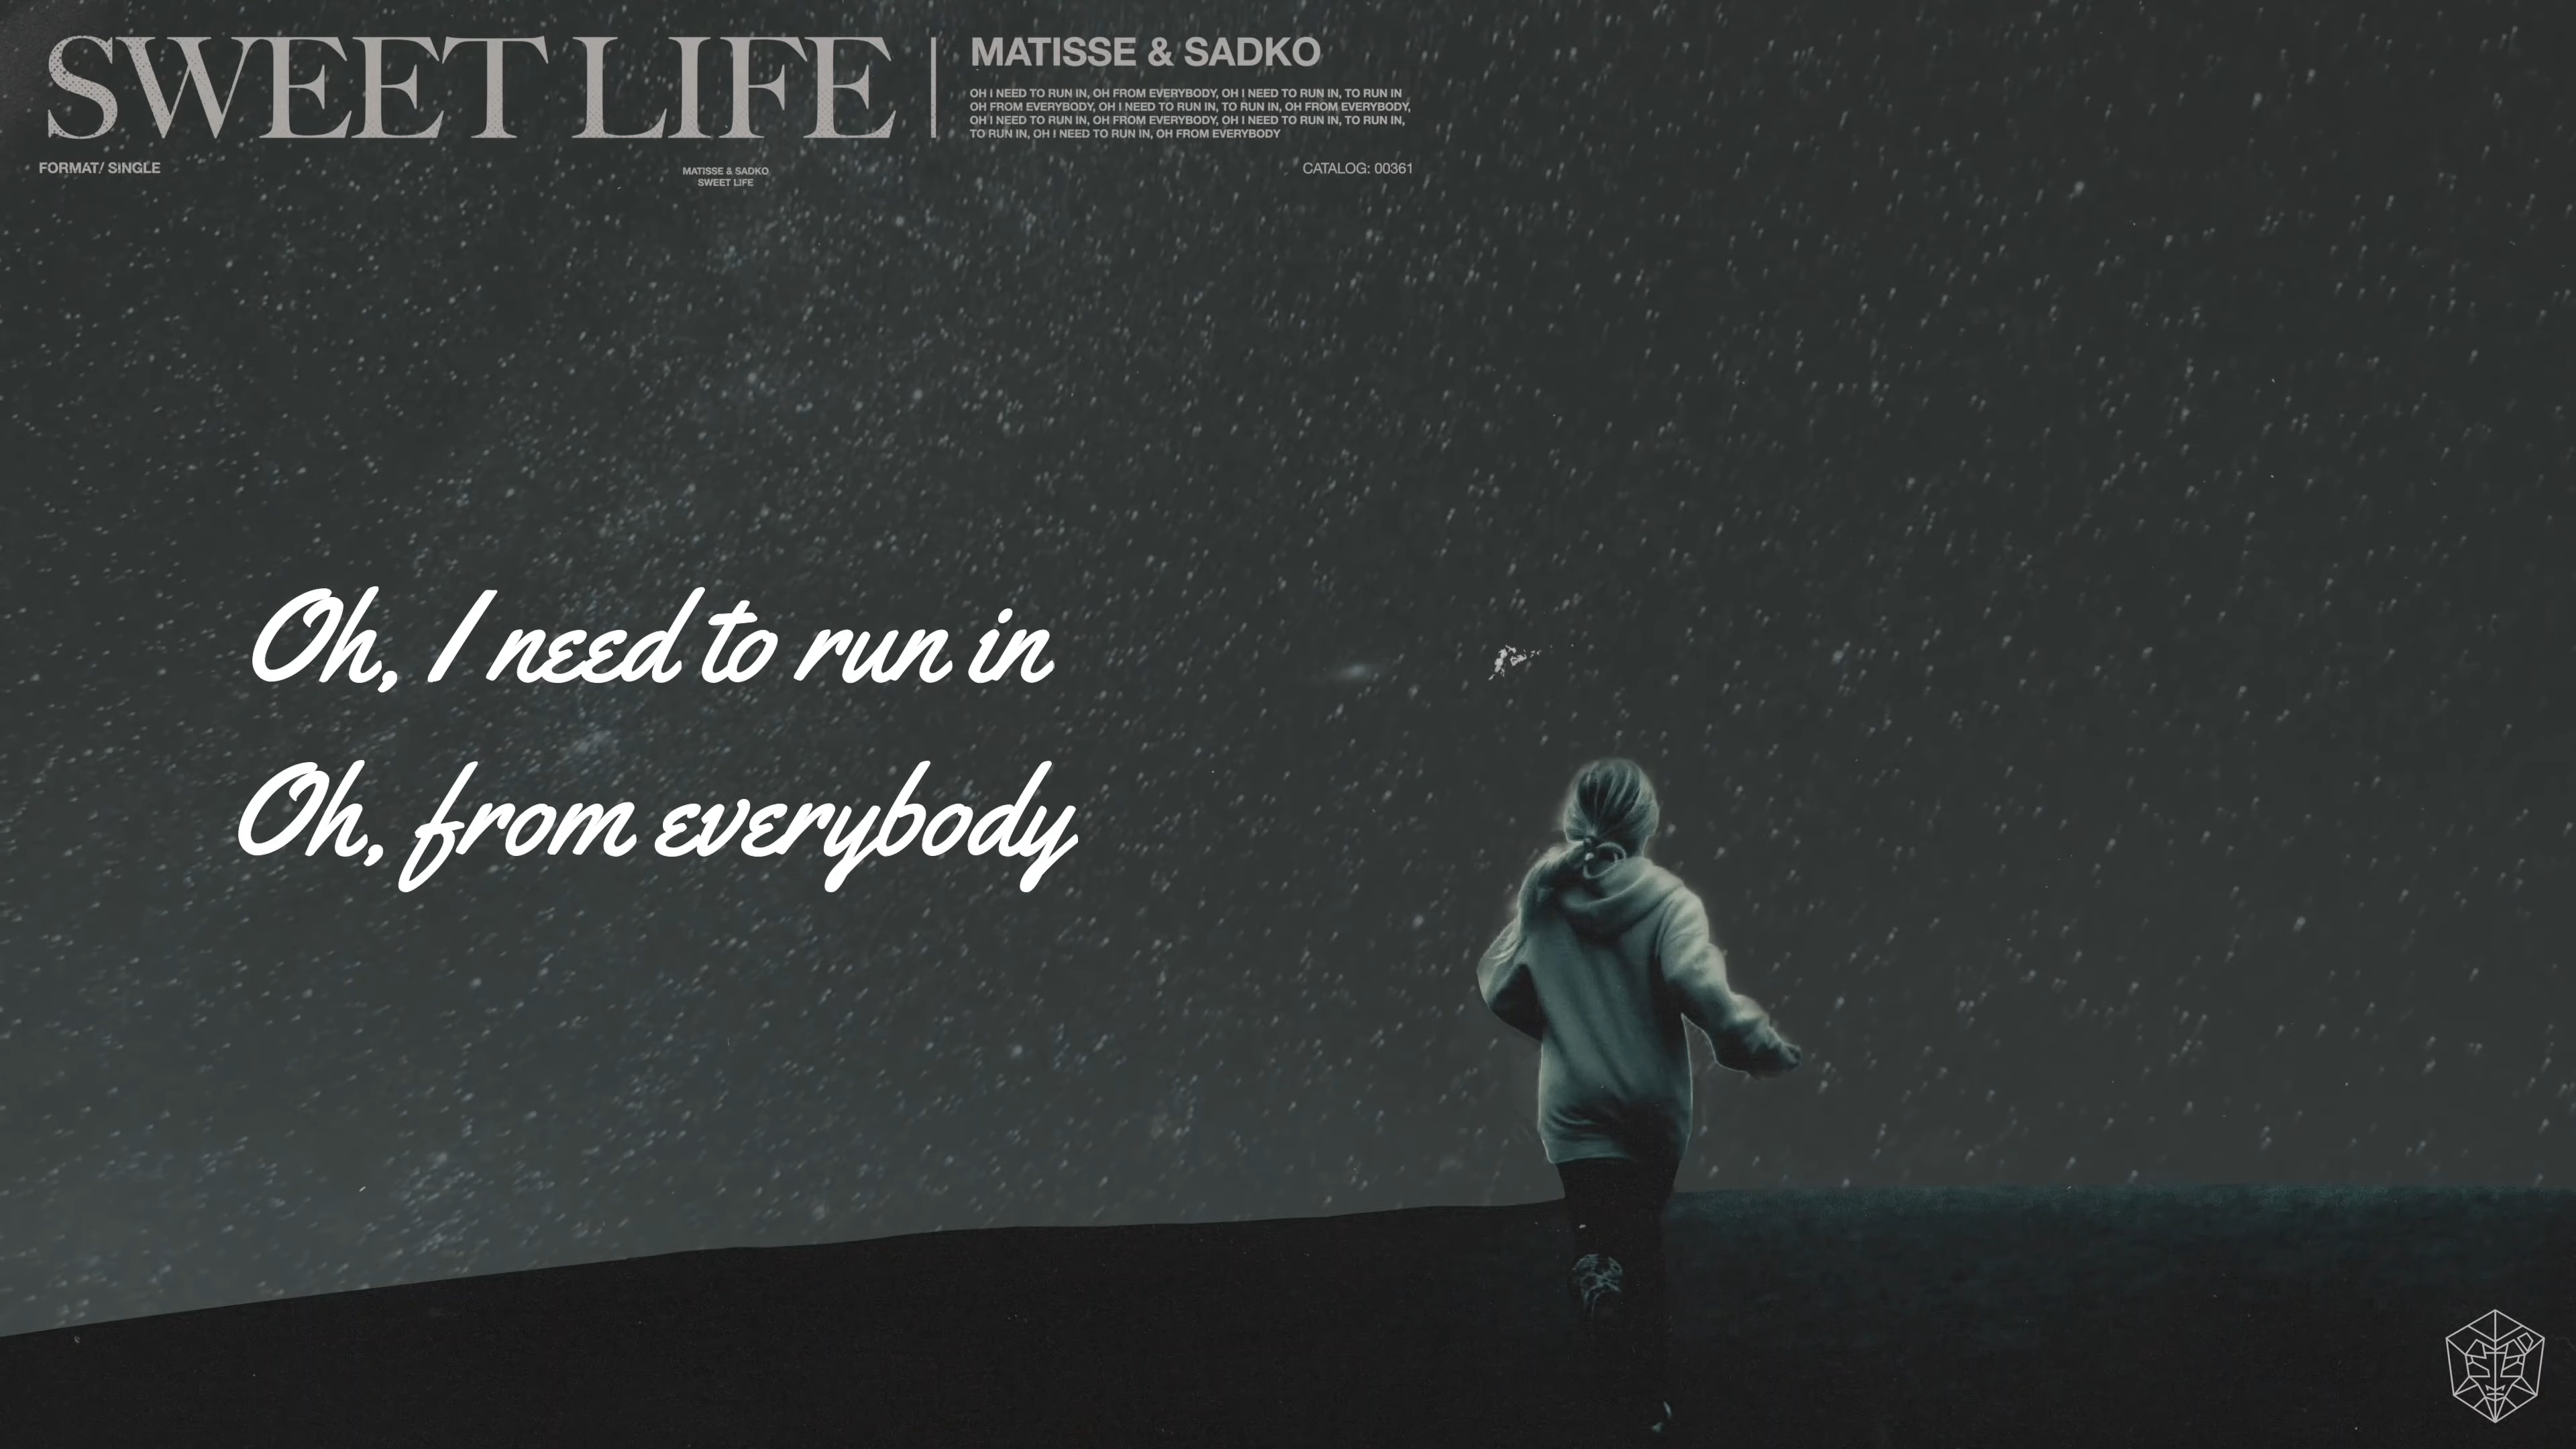 SWEET LIFE
MATISSE & SADKO
OH I NEED TO RUN IN, OH FROM EVERYBODY, OH I NEED TO RUN IN, TO RUN IN
OH FROM EVERYBODY, OH I NEED TO RUN IN, TO RUN IN, OH FROM EVERYBODY,
OH I NEED TO RUN IN, OH FROM EVERYBODY, OH I NEED TO RUN IN, TO RUN IN,
TO RUN IN, OH I NEED TO RUN IN, OH FROM EVERYBODY
FORMAT/ SINGLE
MATISSE & SADKO
SWEET LIFE
CATALOG: 00361
Oh, I need to run in
Oh, from everybody